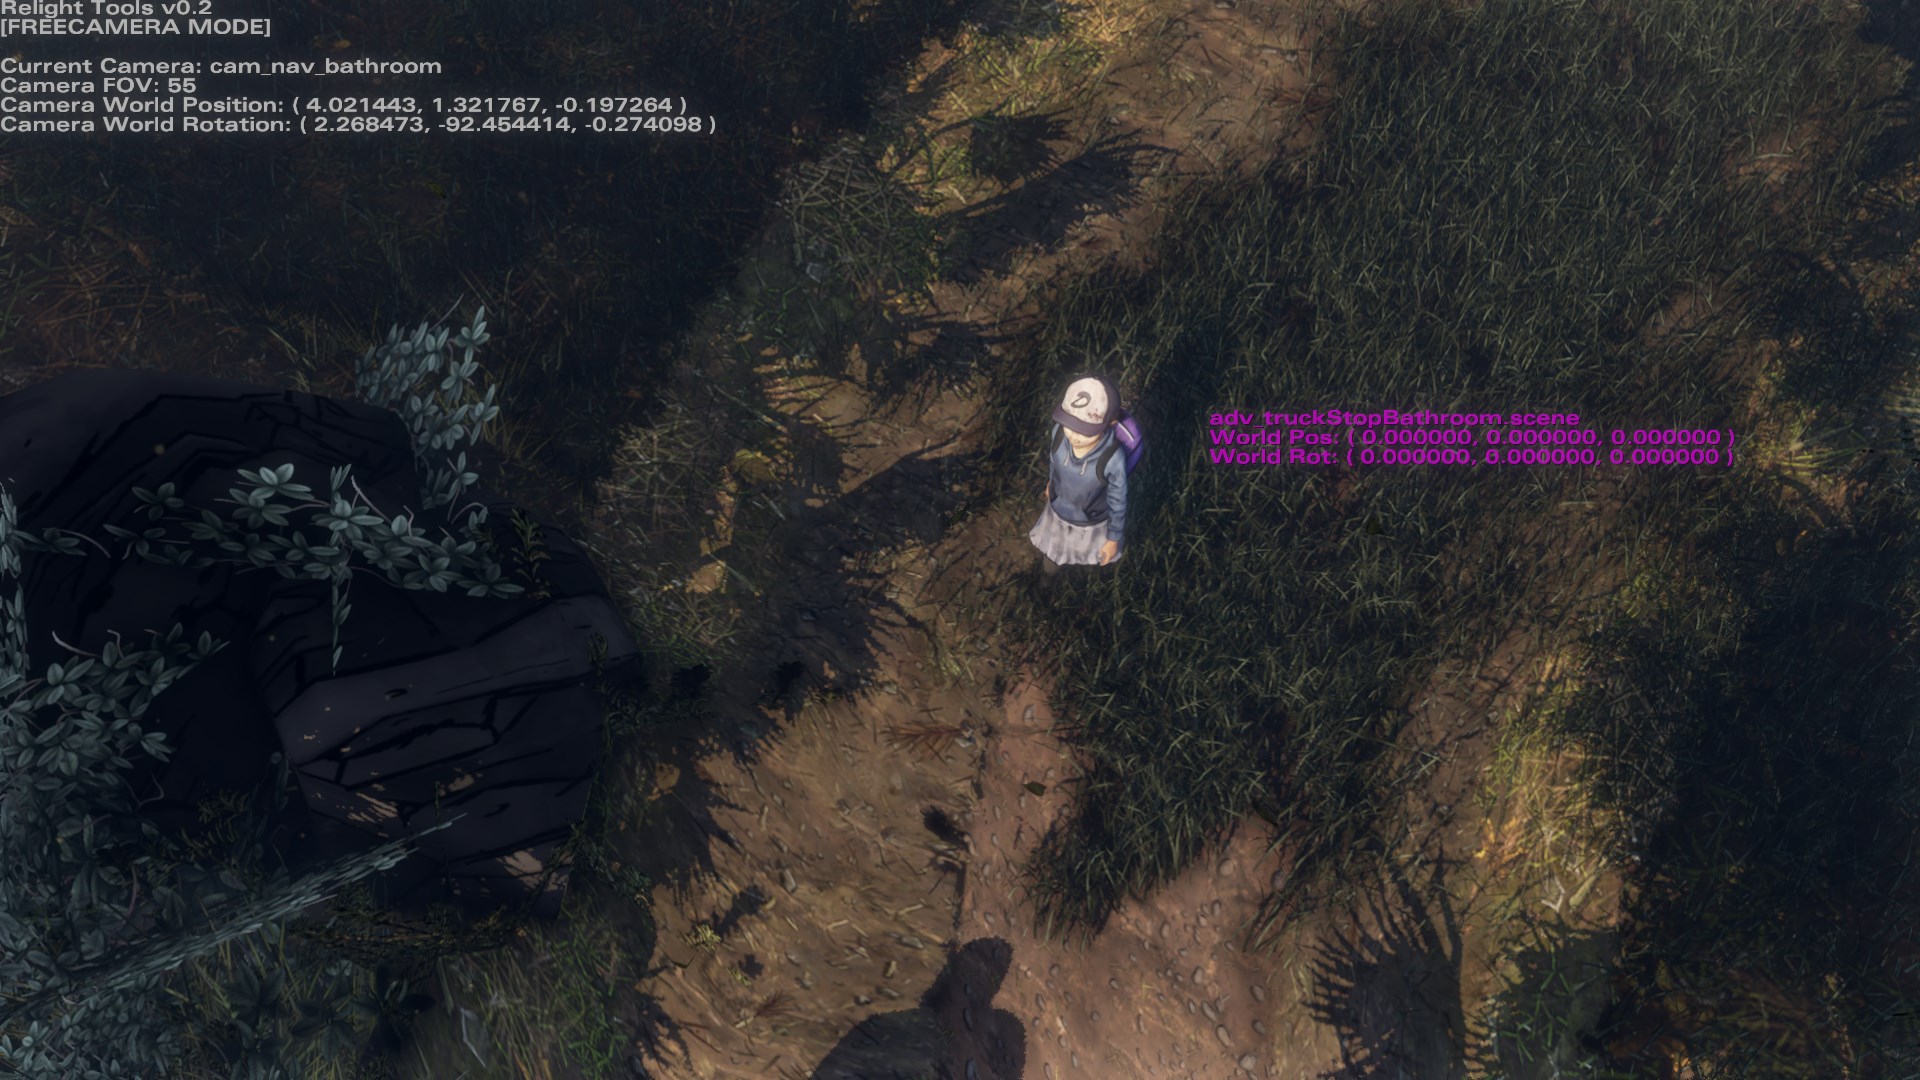 Relight Tools v0.2
[FREECAMERA MODE]
Current Camera: cam_nav_bathroom
Camera FOV: 55
Camera World Position: ( 4.021443, 1.321767, -0.197264 )
Camera World Rotation: ( 2.268473, -92.454414, -0.274098 )
D
adv_truckStopBathroom.scene
World Pos: ( 0.000000, 0.000000, 0.000000 )
World Rot: ( 0.000000, 0.000000, 0.000000 )